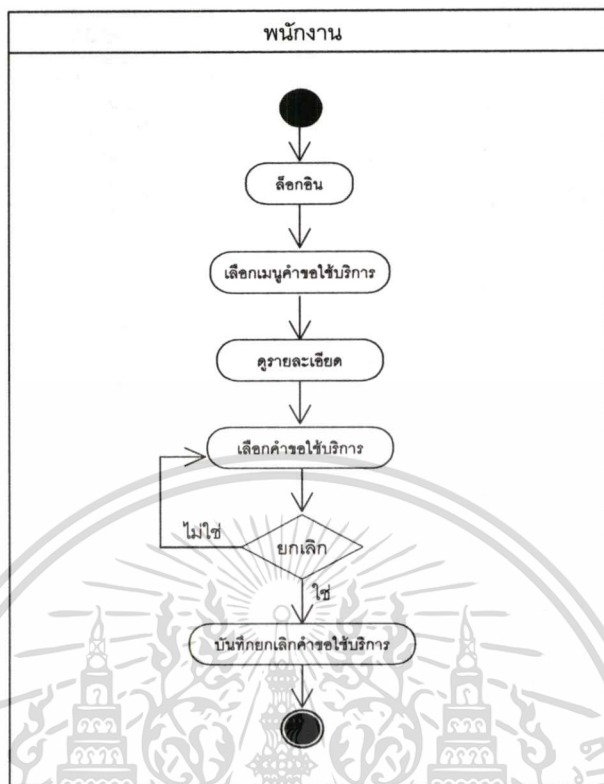 พนักงาน
ล็อกอิน
เลือกเมนูคำขอใช้บริการ
ดูรายละเอียด
เลือกคำขอใช้บริการ
ไม่ใช่
ยกเลิก
ใช่
บันทึกยกเลิกคำขอใช้บริการ